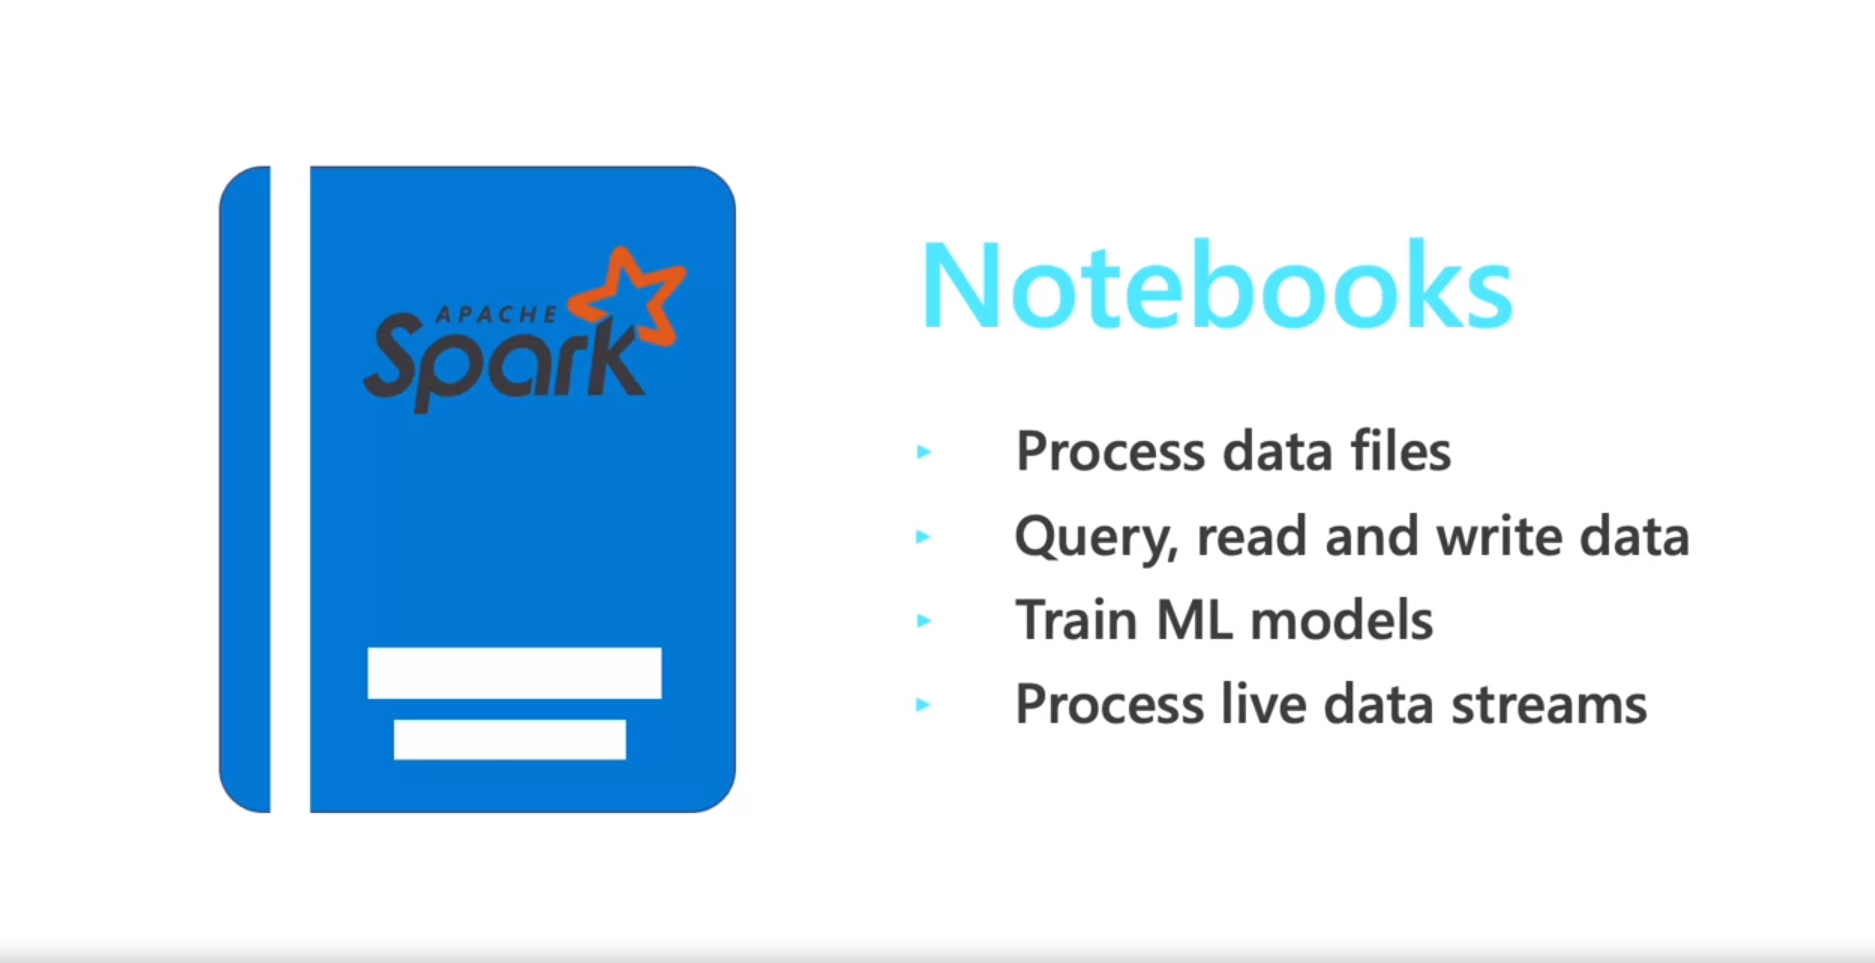 APACHE
Spark
Notebooks
Process data files
Query, read and write data
Train ML models
Process live data streams